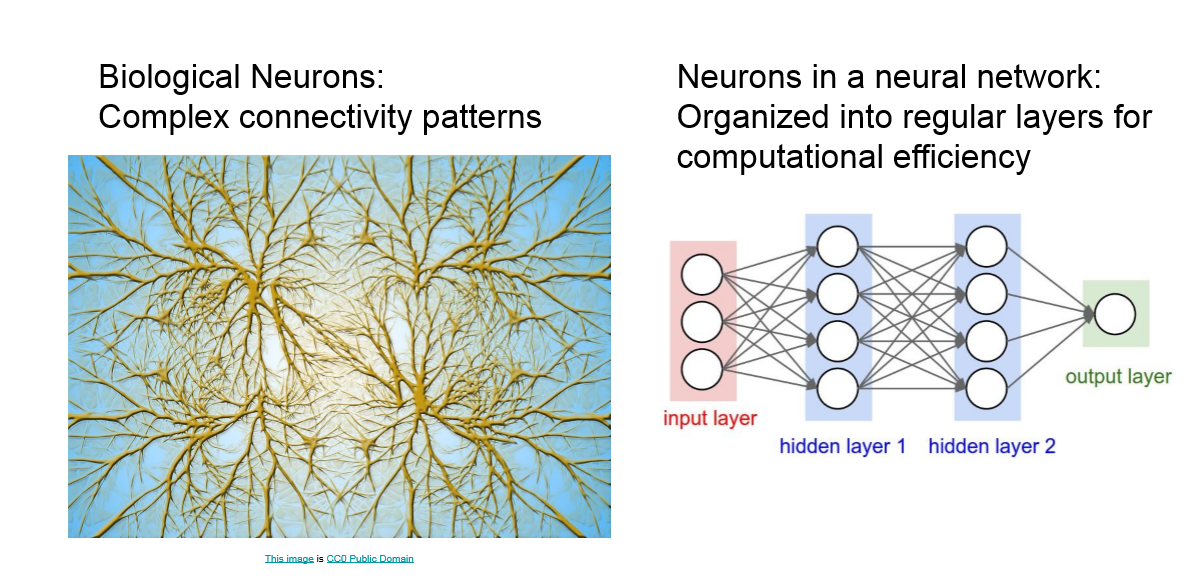 Biological Neurons:
Complex connectivity patterns
This image is CC0 Public Domain
Neurons in a neural network:
Organized into regular layers for
computational efficiency
input layer
hidden layer 1
hidden layer 2
output layer